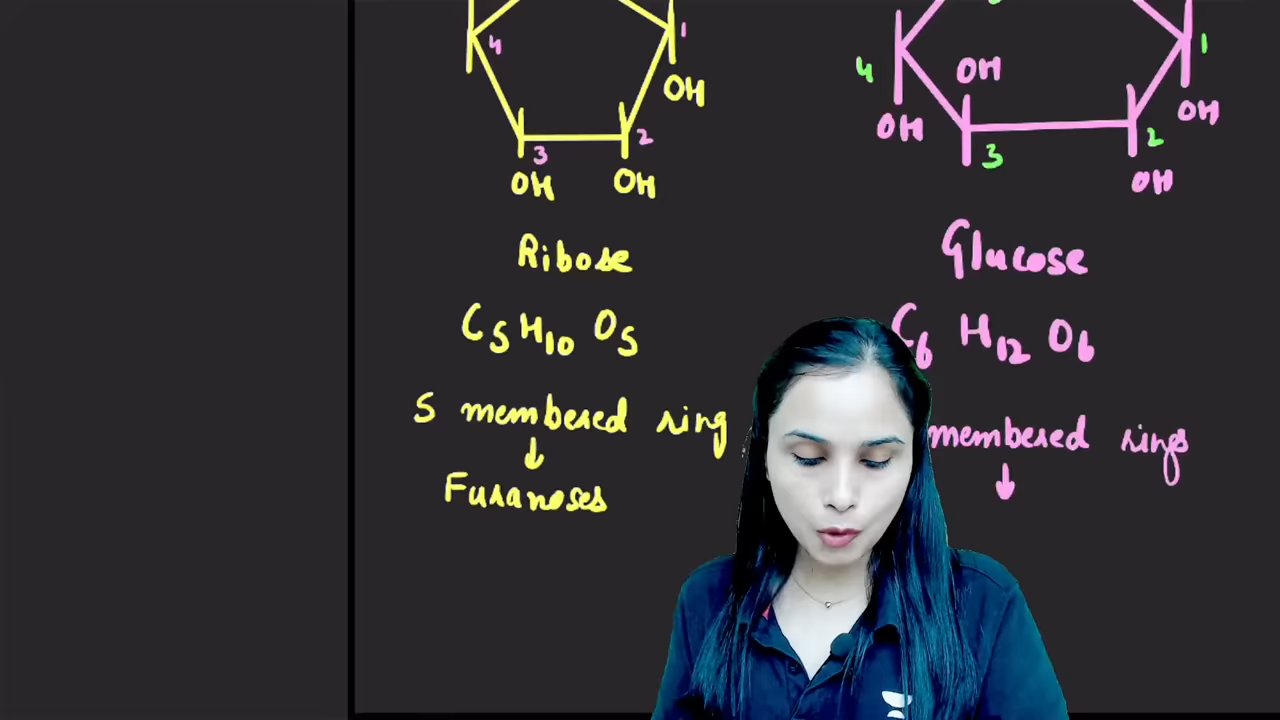 4
1
OH
3
2
OH
OH
Ribose
C5 H10 O5
5 membered ring
↓
Furanoses
4
OH
1
OH
OH
3
2
OH
Glucose
C6 H12 O6
membered rings
↓